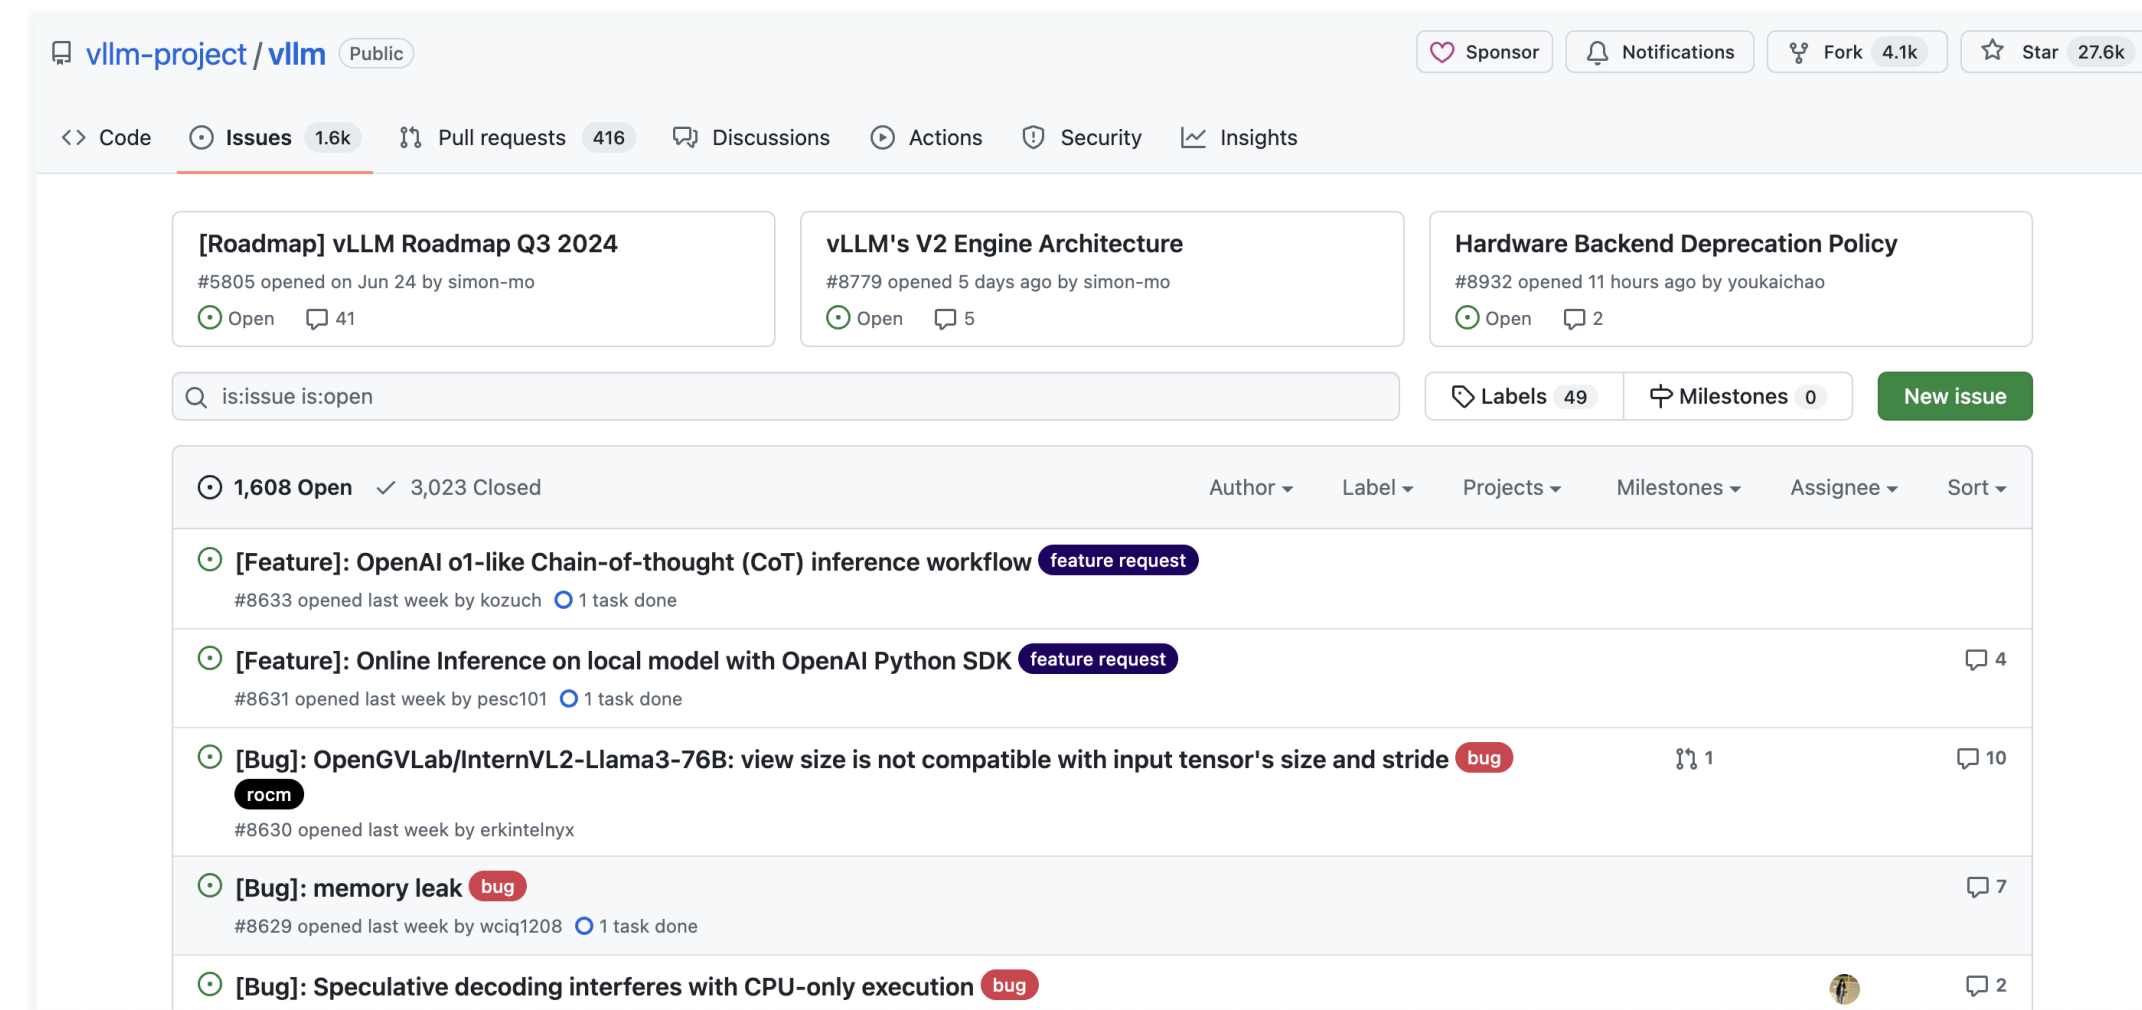 vllm-project / vllm Public Sponsor Notifications Fork 4.1k Star 27.6k
Code Issues 1.6k Pull requests 416 Discussions Actions Security Insights
[Roadmap] vLLM Roadmap Q3 2024
#5805 opened on Jun 24 by simon-mo
Open 41
vLLM's V2 Engine Architecture
#8779 opened 5 days ago by simon-mo
Open 5
Hardware Backend Deprecation Policy
#8932 opened 11 hours ago by youkaichao
Open 2
is:issue is:open Labels 49 Milestones 0 New issue
1,608 Open 3,023 Closed Author Label Projects Milestones Assignee Sort
[Feature]: OpenAI o1-like Chain-of-thought (CoT) inference workflow feature request
#8633 opened last week by kozuch 1 task done
[Feature]: Online Inference on local model with OpenAI Python SDK feature request 4
#8631 opened last week by pesc101 1 task done
[Bug]: OpenGVLab/InternVL2-Llama3-76B: view size is not compatible with input tensor's size and stride bug 1 10
rocm
#8630 opened last week by erkintelnyx
[Bug]: memory leak bug 7
#8629 opened last week by wciq1208 1 task done
[Bug]: Speculative decoding interferes with CPU-only execution bug 2